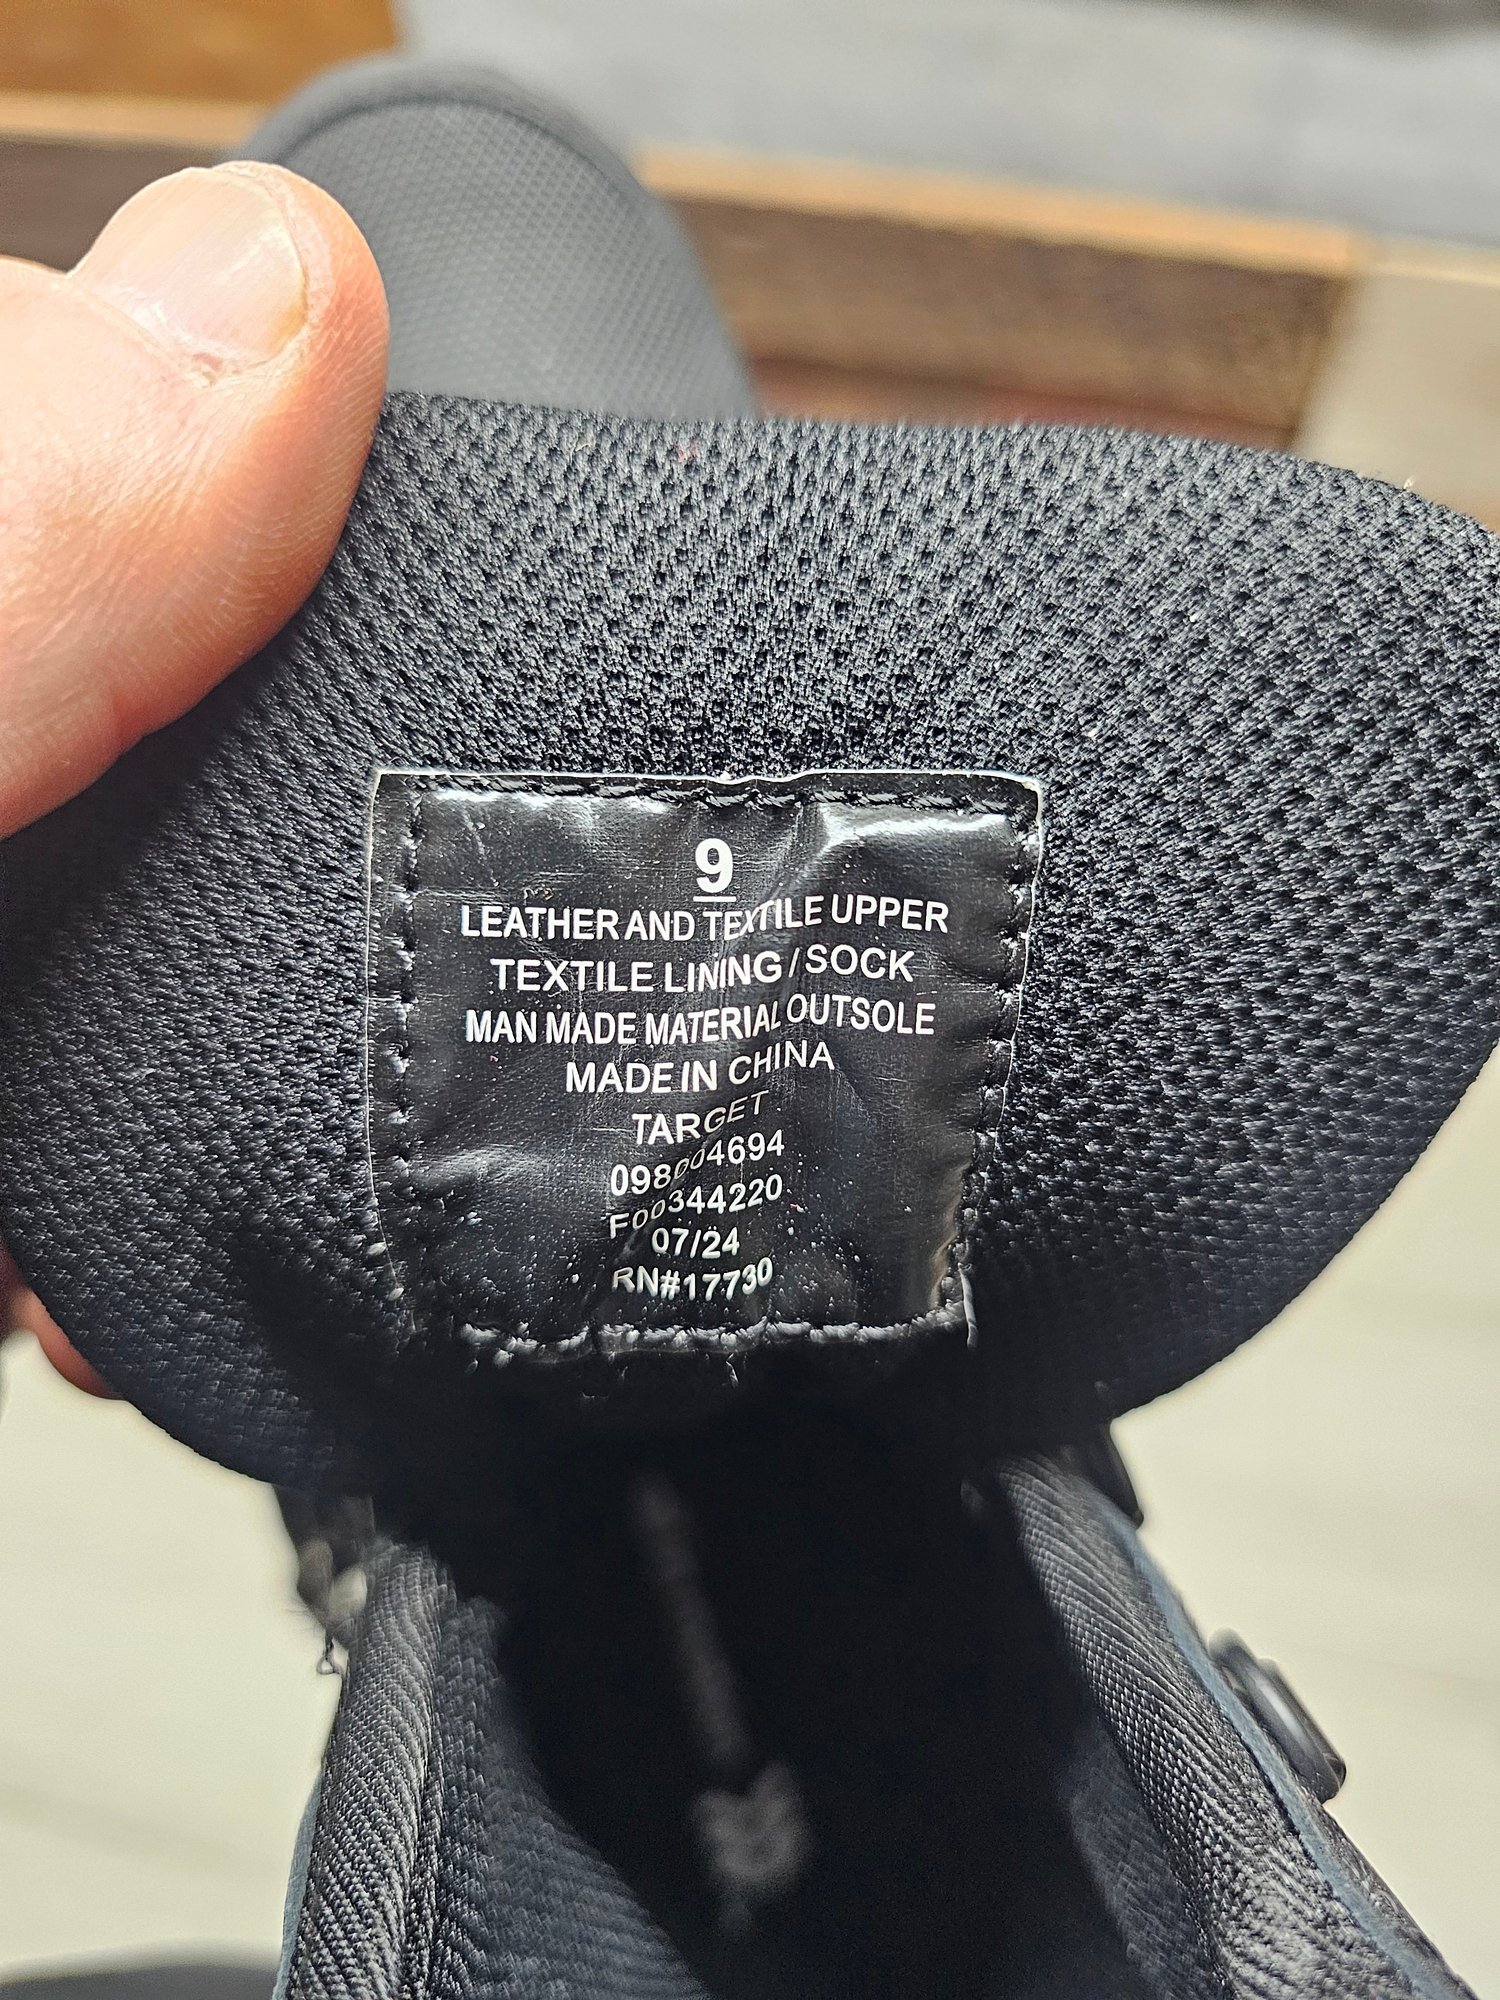 9
LEATHER AND TEXTILE UPPER
TEXTILE LINING / SOCK
MAN MADE MATERIAL OUTSOLE
MADE IN CHINA
TARGET
098004694
F00344220
07/24
RN#17730